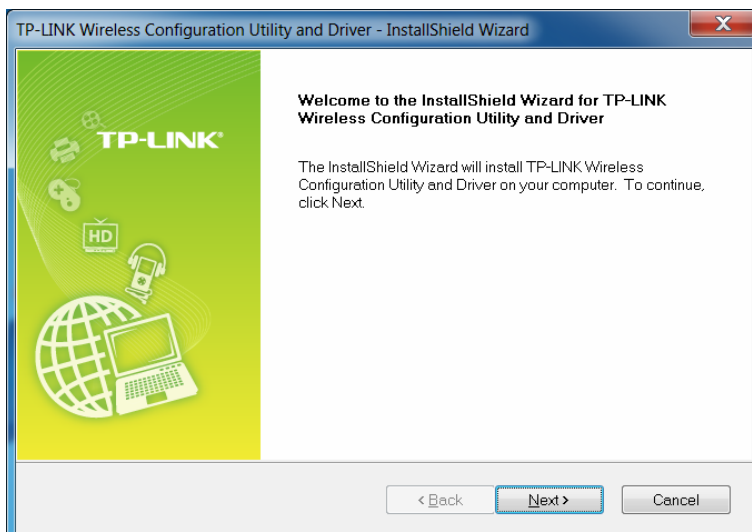 TP-LINK Wireless Configuration Utility and Driver - InstallShield Wizard
X
TP-LINK®
HD
Welcome to the InstallShield Wizard for TP-LINK
Wireless Configuration Utility and Driver
The InstallShield Wizard will install TP-LINK Wireless
Configuration Utility and Driver on your computer. To continue,
click Next.
< Back
Next >
Cancel